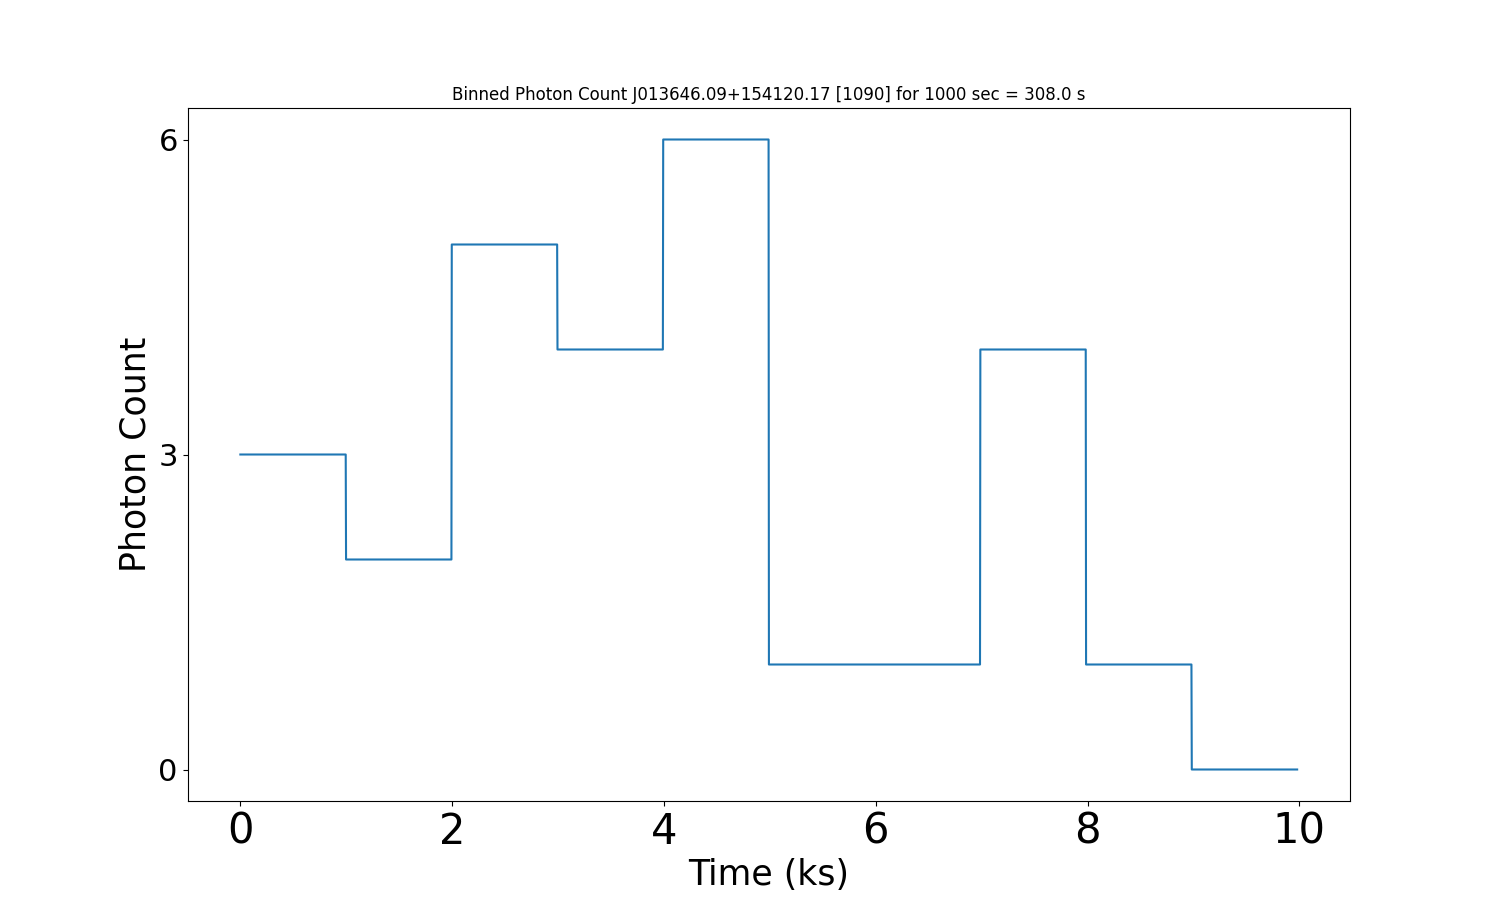 Binned Photon Count J013646.09+154120.17 [1090] for 1000 sec = 308.0 s
6
3
0
Photon Count
0 2 4 6 8 10
Time (ks)